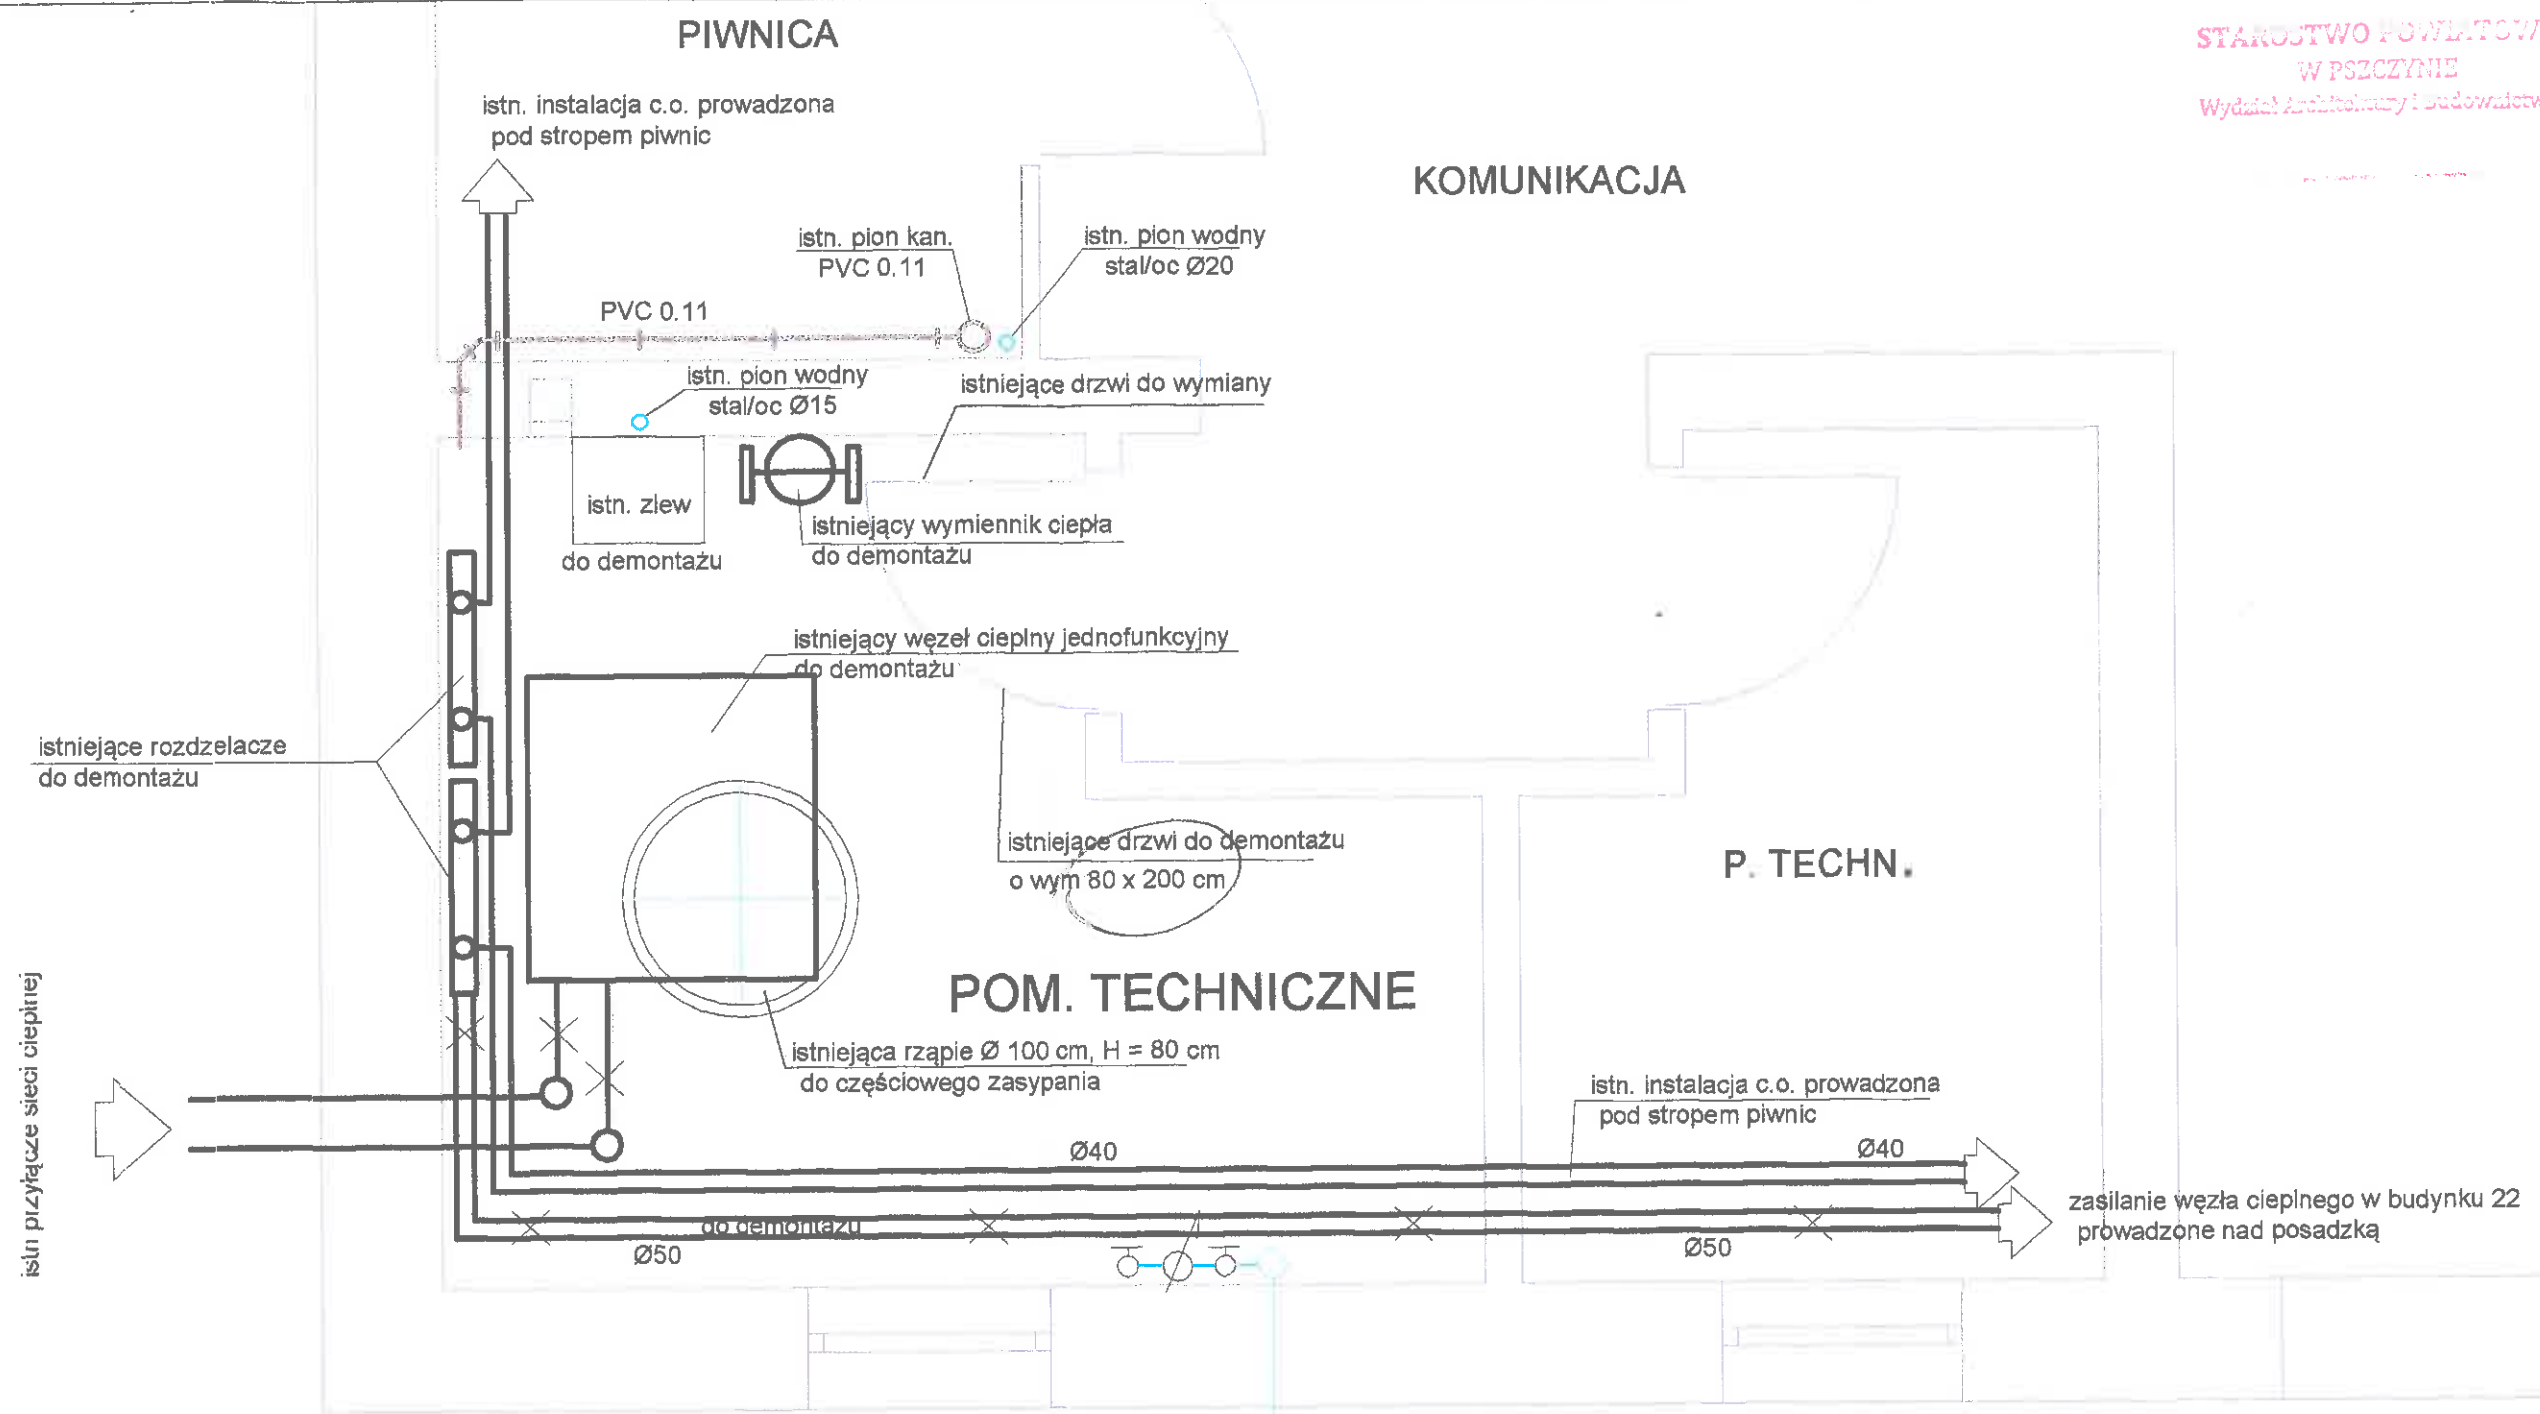 PIWNICA
STAROSTWO POWIATOW
W PSZCZYNIE
Wydział Architektury i Budownictw
istn. instalacja c.o. prowadzona
pod stropem piwnic
KOMUNIKACJA
istn. pion kan.
PVC 0.11
istn. pion wodny
stal/oc Ø20
PVC 0.11
istn. pion wodny
stal/oc Ø15
istniejące drzwi do wymiany
istn. zlew
do demontażu
istniejący wymiennik ciepła
do demontażu
istniejący węzeł cieplny jednofunkcyjny
do demontażu
istniejące rozdzelacze
do demontażu
istniejące drzwi do demontażu
o wym 80 x 200 cm
P. TECHN.
POM. TECHNICZNE
istniejąca rząpie Ø 100 cm, H = 80 cm
do częściowego zasypania
istn przyłącze sieci cieplnej
istn. instalacja c.o. prowadzona
pod stropem piwnic
Ø40
Ø40
zasilanie węzła cieplnego w budynku 22
prowadzone nad posadzką
do demontażu
Ø50
Ø50